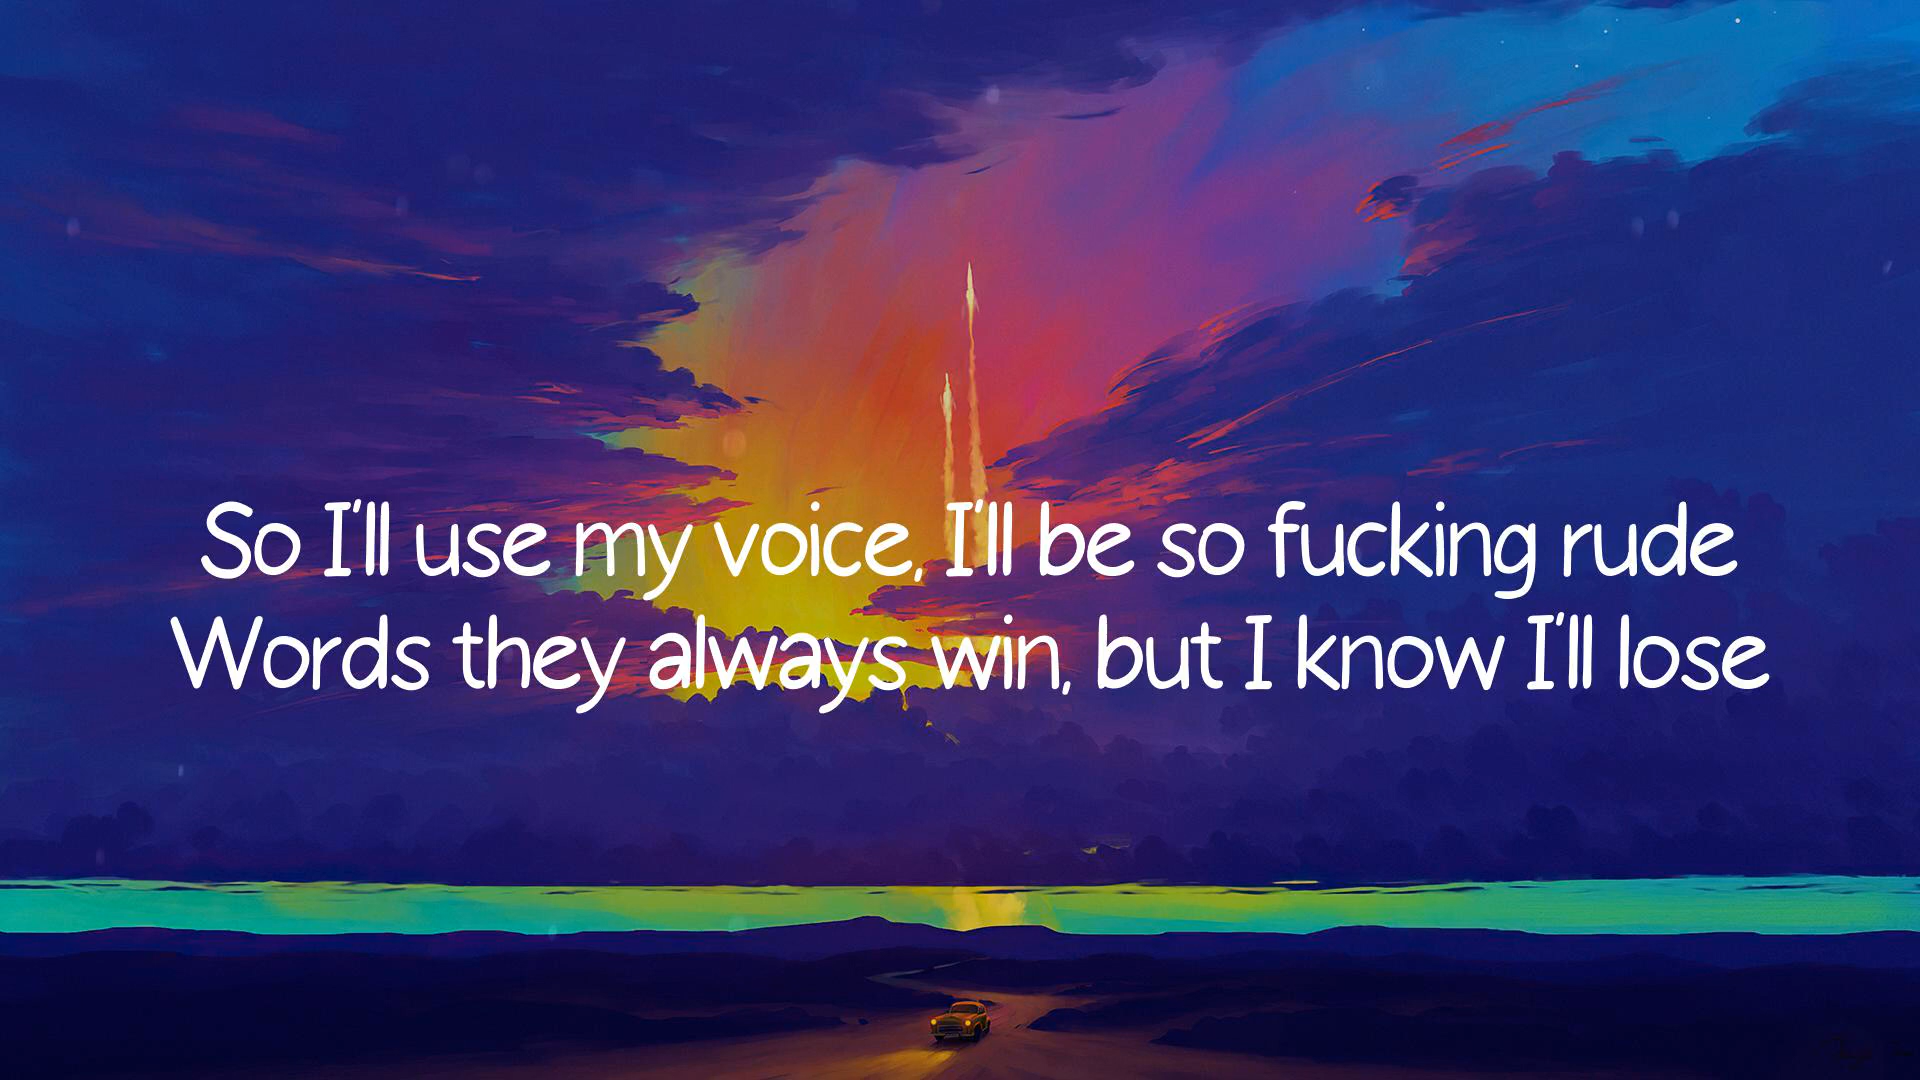 So I'll use my voice, I'll be so fucking rude
Words they always win, but I know I'll lose